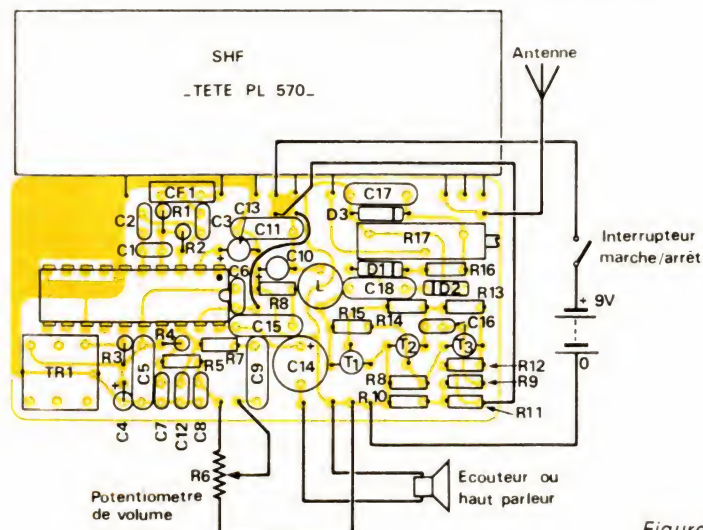 SHF
_TETE PL 570_
Antenne
CF1
C17
C13
R1
C2
C3
D3
C11
C1
R2
R17
Interrupteur
marche/arrêt
C10
C6
D1
R16
R8
L
C18
D2
R13
+ 9V
C15
R15
R14
C16
R4
R3
R7
T1
T2
T3
0
TR1
C5
R5
C9
C14
+
R12
R8
R9
+
R10
R11
C4
C7
C12
C8
R6
Ecouteur ou
haut parleur
Potentiometre
de volume
Figure